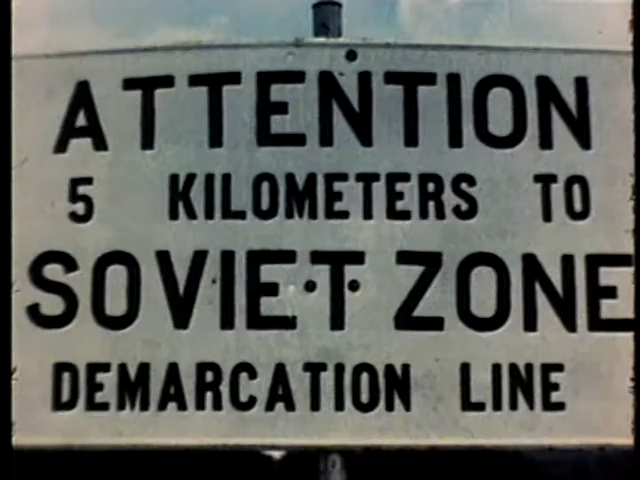 ATTENTION
5 KILOMETERS TO
SOVIET ZONE
DEMARCATION LINE